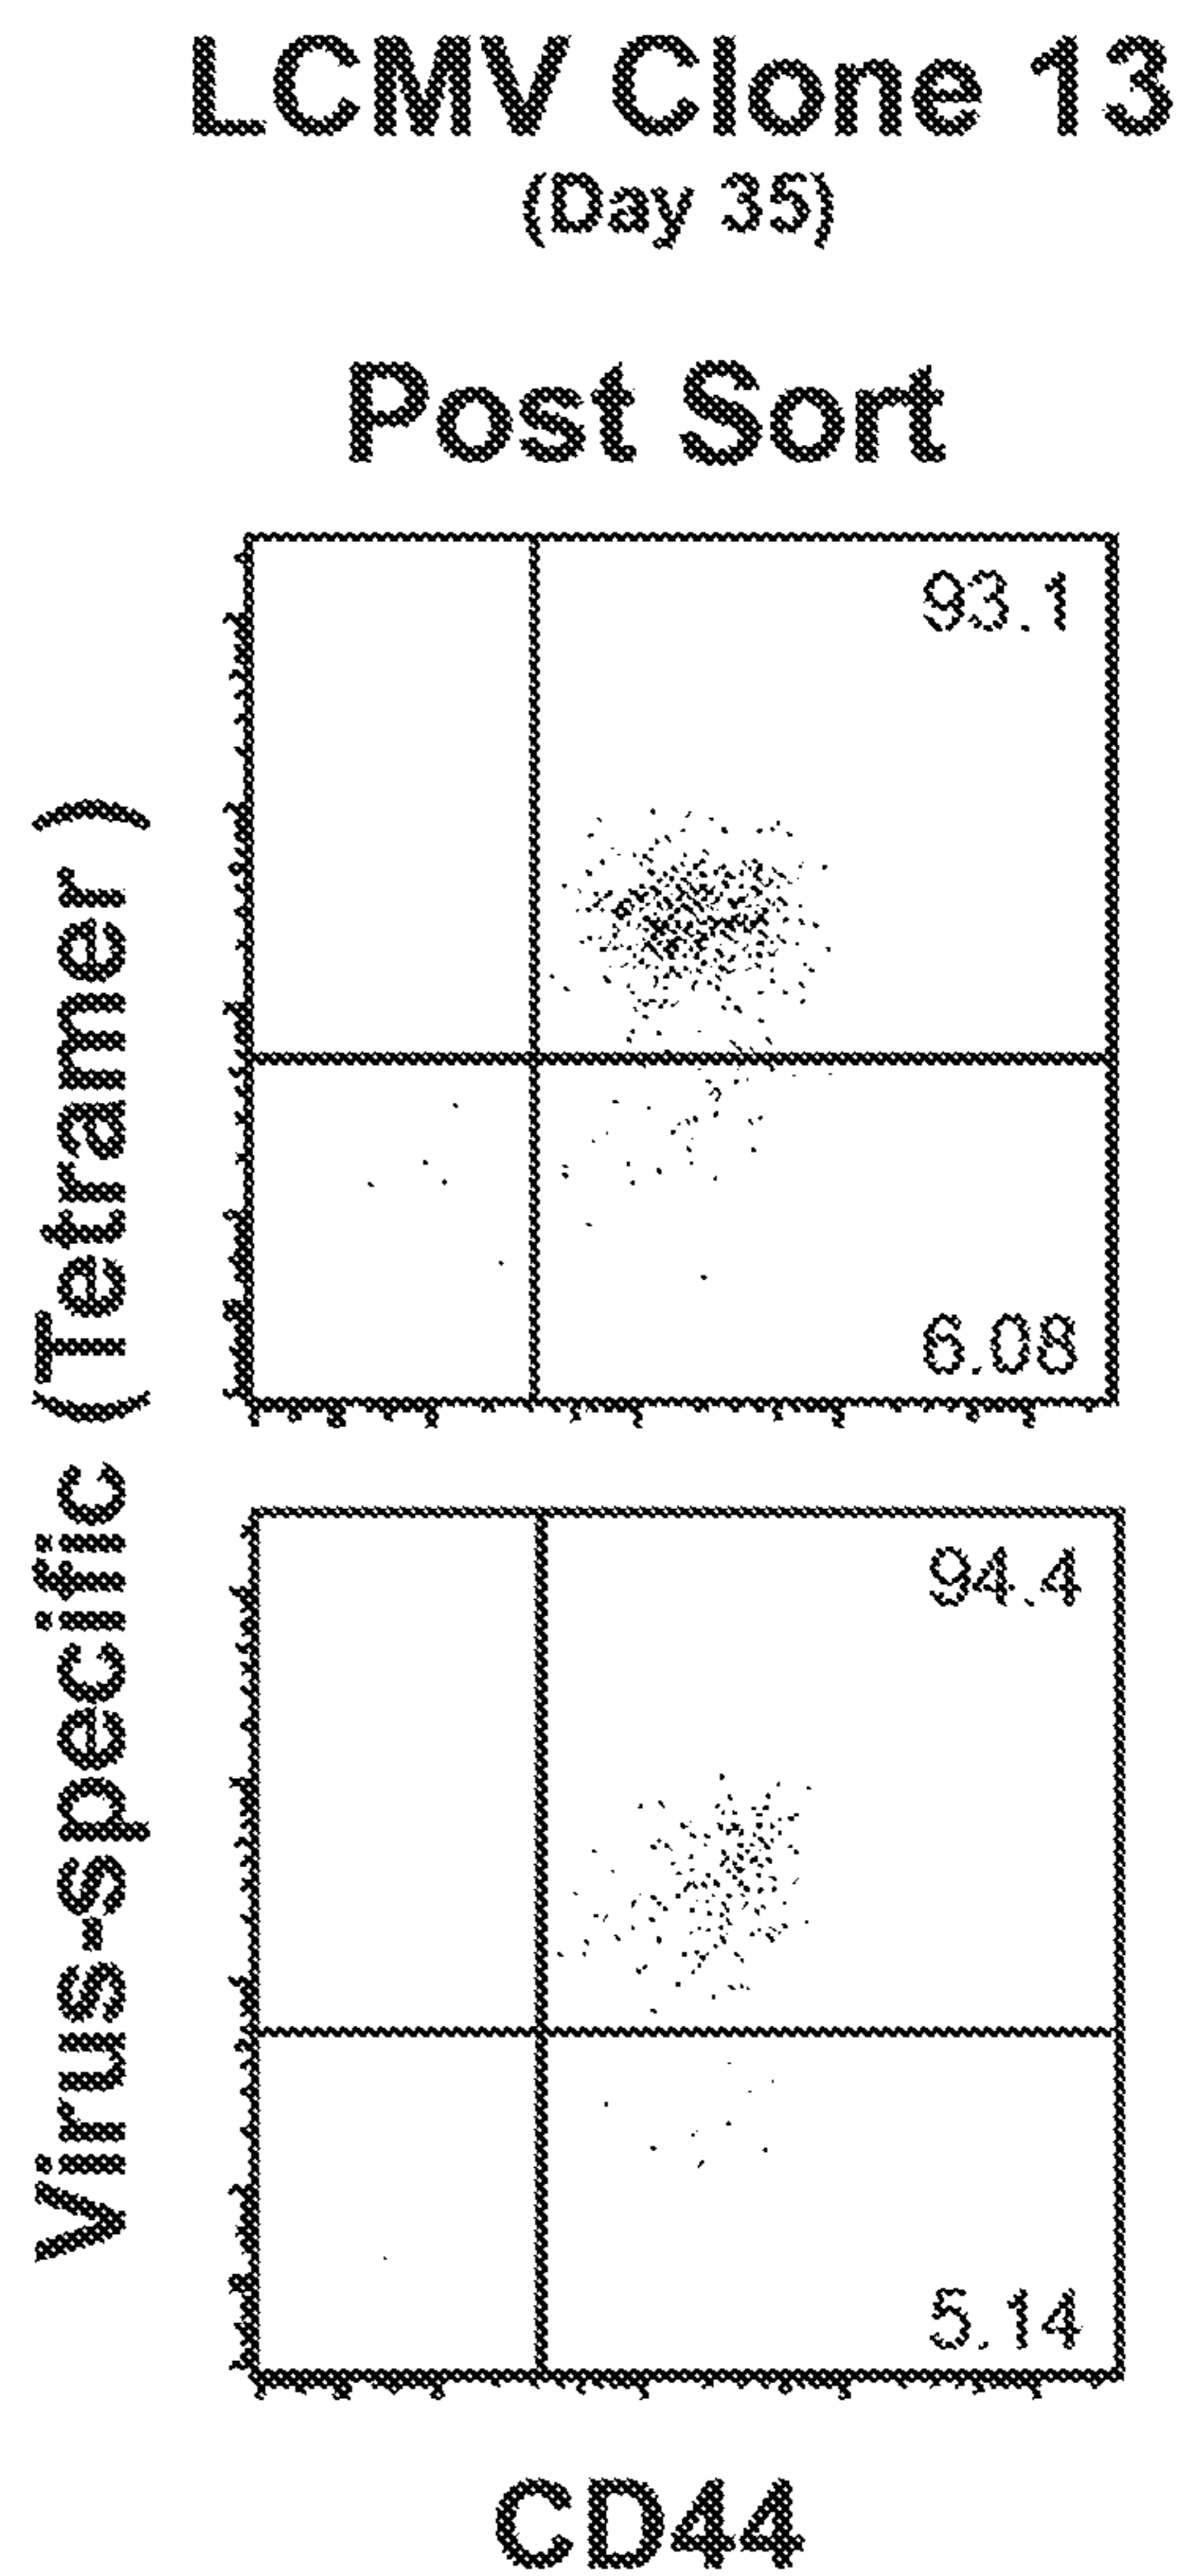 LCMV Clone 13
(Day 35)
Post Sort
Virus-specific (Tetramer )
93.1
6.08
94.4
5.14
CD44